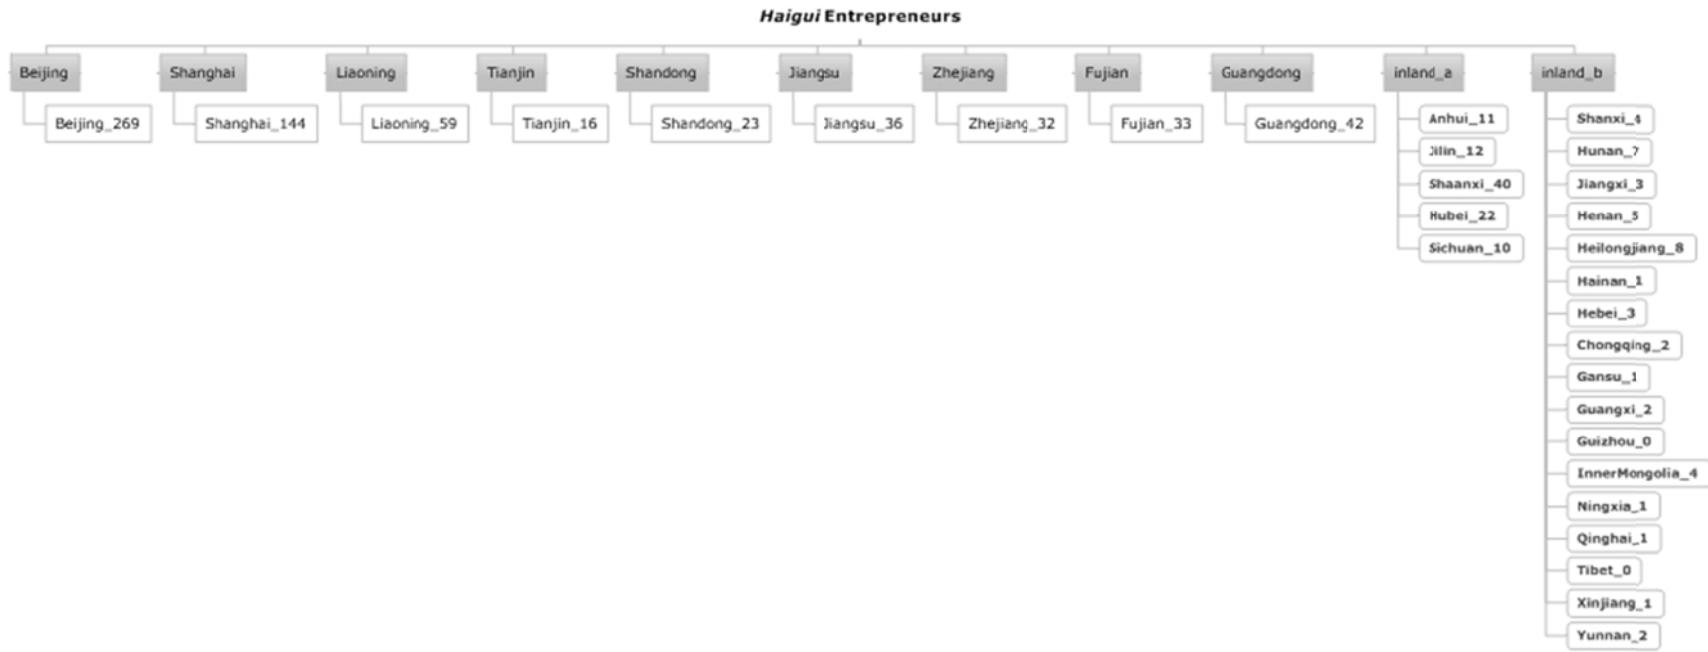 Haigui Entrepreneurs
Beijing
Shanghai
Liaoning
Tianjin
Shandong
Jiangsu
Zhejiang
Fujian
Guangdong
inland_a
inland_b
Beijing_269
Shanghai_144
Liaoning_59
Tianjin_16
Shandong_23
Jiangsu_36
Zhejiang_32
Fujian_33
Guangdong_42
Anhui_11
Jilin_12
Shaanxi_40
Hubei_22
Sichuan_10
Shanxi_4
Hunan_7
Jiangxi_3
Henan_5
Heilongjiang_8
Hainan_1
Hebei_3
Chongqing_2
Gansu_1
Guangxi_2
Guizhou_0
InnerMongolia_4
Ningxia_1
Qinghai_1
Tibet_0
Xinjiang_1
Yunnan_2